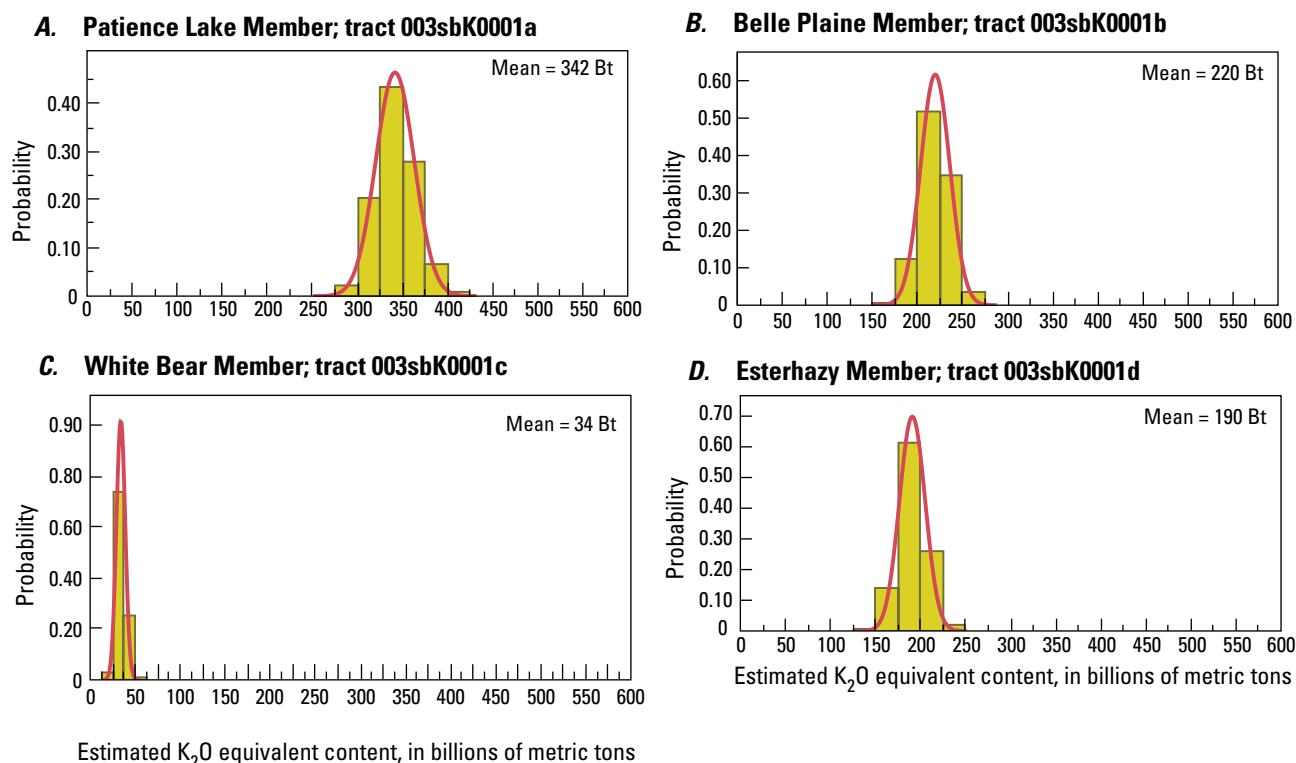 A. Patience Lake Member; tract 003sbK0001a
Mean = 342 Bt
Probability
0.40
0.30
0.20
0.10
0
0 50 100 150 200 250 300 350 400 450 500 550 600
B. Belle Plaine Member; tract 003sbK0001b
Mean = 220 Bt
Probability
0.60
0.50
0.40
0.30
0.20
0.10
0
0 50 100 150 200 250 300 350 400 450 500 550 600
C. White Bear Member; tract 003sbK0001c
Mean = 34 Bt
Probability
0.90
0.80
0.60
0.40
0.20
0
0 50 100 150 200 250 300 350 400 450 500 550 600
Estimated K₂O equivalent content, in billions of metric tons
D. Esterhazy Member; tract 003sbK0001d
Mean = 190 Bt
Probability
0.70
0.60
0.50
0.40
0.30
0.20
0.10
0
0 50 100 150 200 250 300 350 400 450 500 550 600
Estimated K₂O equivalent content, in billions of metric tons